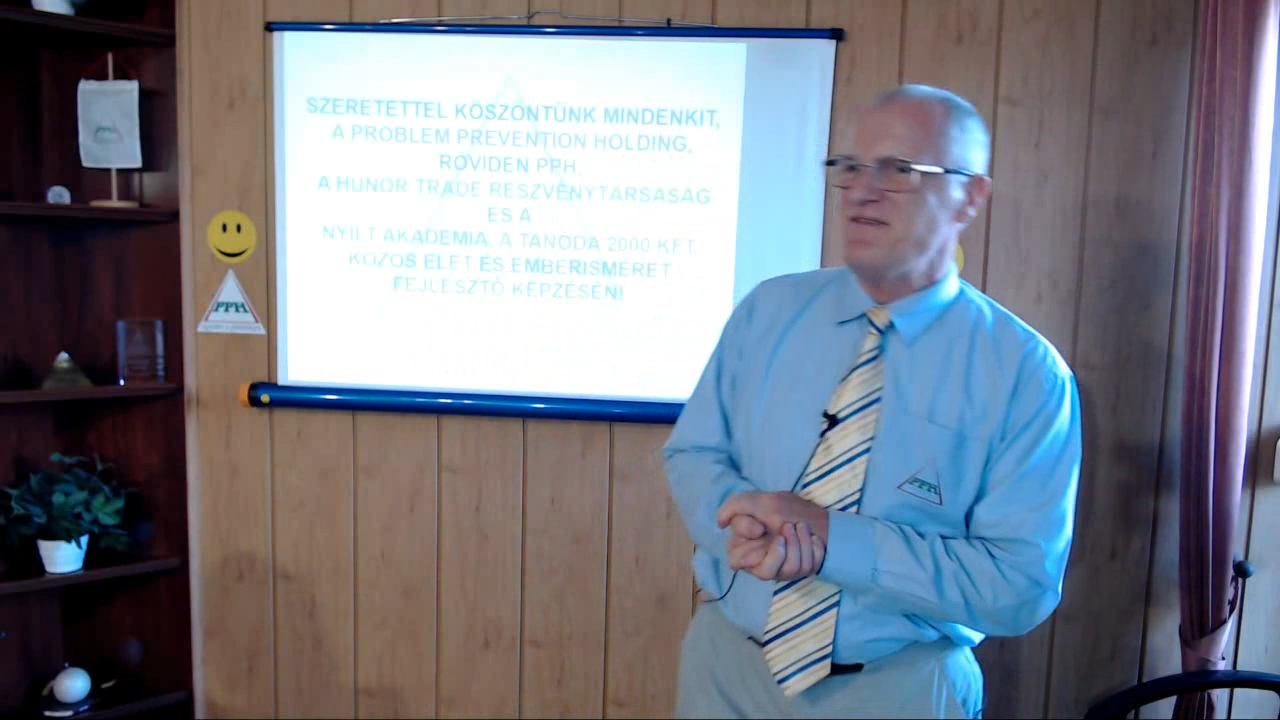 SZERETETTEL KÖSZÖNTÜNK MINDENKIT,
A PROBLEM PREVENTION HOLDING,
RÖVIDEN PPH,
A HUNOR TRADE RÉSZVÉNYTÁRSASÁG
ÉS A
NYÍLT AKADÉMIA, A TANODA 2000 KFT.
KÖZÖS ÉLET ÉS EMBERISMERET
FEJLESZTŐ KÉPZÉSÉN!
PPH
PPH